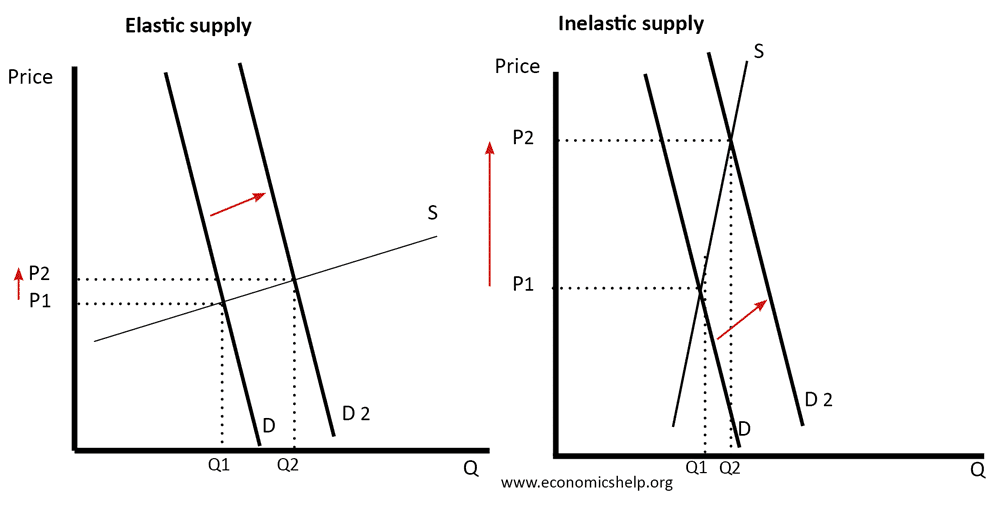 Elastic supply
Price
S
P2
P1
D
D 2
Q1
Q2
Q
Inelastic supply
Price
S
P2
P1
D 2
D
Q1
Q2
Q
www.economicshelp.org